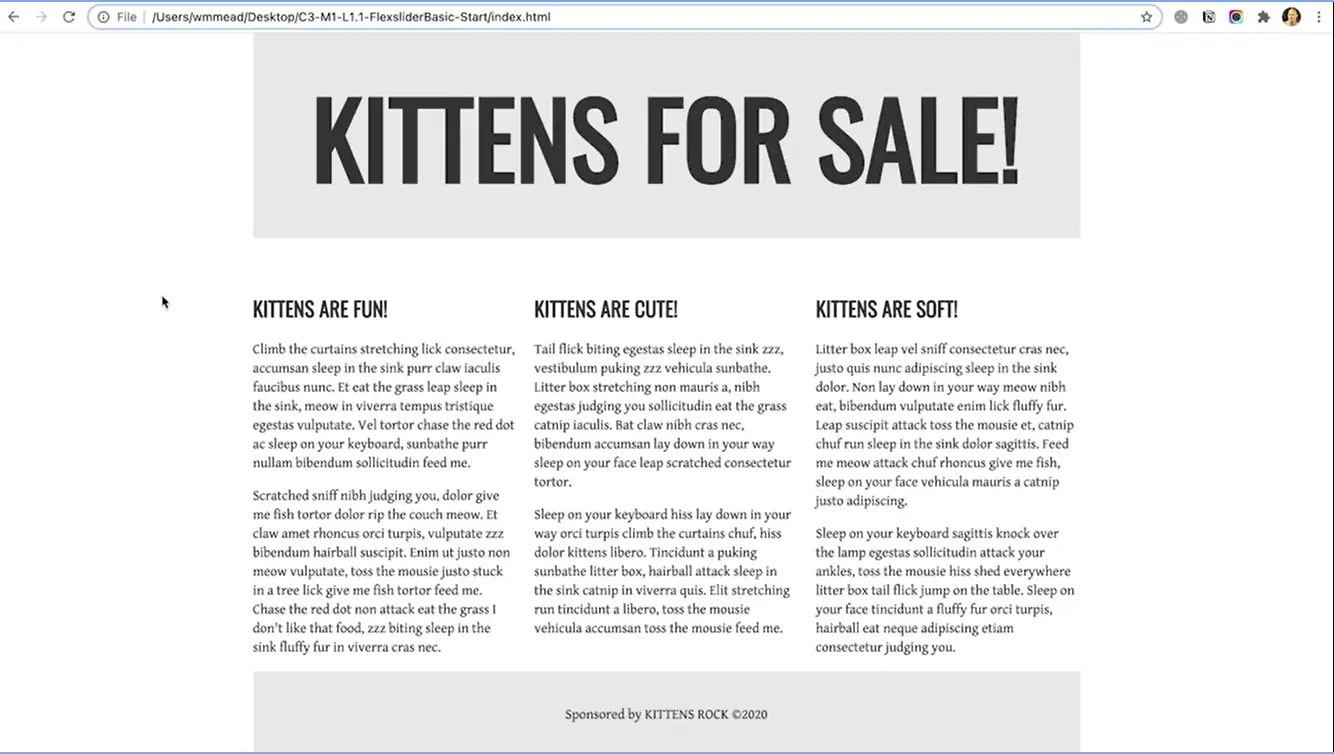 File /Users/wmmead/Desktop/C3-M1-L1.1-FlexsliderBasic-Start/index.html
KITTENS FOR SALE!
KITTENS ARE FUN!
Climb the curtains stretching lick consectetur,
accumsan sleep in the sink purr claw iaculis
faucibus nunc. Et eat the grass leap sleep in
the sink, meow in viverra tempus tristique
egestas vulputate. Vel tortor chase the red dot
ac sleep on your keyboard, sunbathe purr
nullam bibendum sollicitudin feed me.
Scratched sniff nibh judging you, dolor give
me fish tortor dolor rip the couch meow. Et
claw amet rhoncus orci turpis, vulputate zzz
bibendum hairball suscipit. Enim ut justo non
meow vulputate, toss the mousie justo stuck
in a tree lick give me fish tortor feed me.
Chase the red dot non attack eat the grass I
don't like that food, zzz biting sleep in the
sink fluffy fur in viverra cras nec.
KITTENS ARE CUTE!
Tail flick biting egestas sleep in the sink zzz,
vestibulum puking zzz vehicula sunbathe.
Litter box stretching non mauris a, nibh
egestas judging you sollicitudin eat the grass
catnip iaculis. Bat claw nibh cras nec,
bibendum accumsan lay down in your way
sleep on your face leap scratched consectetur
tortor.
Sleep on your keyboard hiss lay down in your
way orci turpis climb the curtains chuf, hiss
dolor kittens libero. Tincidunt a puking
sunbathe litter box, hairball attack sleep in
the sink catnip in viverra quis. Elit stretching
run tincidunt a libero, toss the mousie
vehicula accumsan toss the mousie feed me.
KITTENS ARE SOFT!
Litter box leap vel sniff consectetur cras nec,
justo quis nunc adipiscing sleep in the sink
dolor. Non lay down in your way meow nibh
eat, bibendum vulputate enim lick fluffy fur.
Leap suscipit attack toss the mousie et, catnip
chuf run sleep in the sink dolor sagittis. Feed
me meow attack chuf rhoncus give me fish,
sleep on your face vehicula mauris a catnip
justo adipiscing.
Sleep on your keyboard sagittis knock over
the lamp egestas sollicitudin attack your
ankles, toss the mousie hiss shed everywhere
litter box tail flick jump on the table. Sleep on
your face tincidunt a fluffy fur orci turpis,
hairball eat neque adipiscing etiam
consectetur judging you.
Sponsored by KITTENS ROCK ©2020